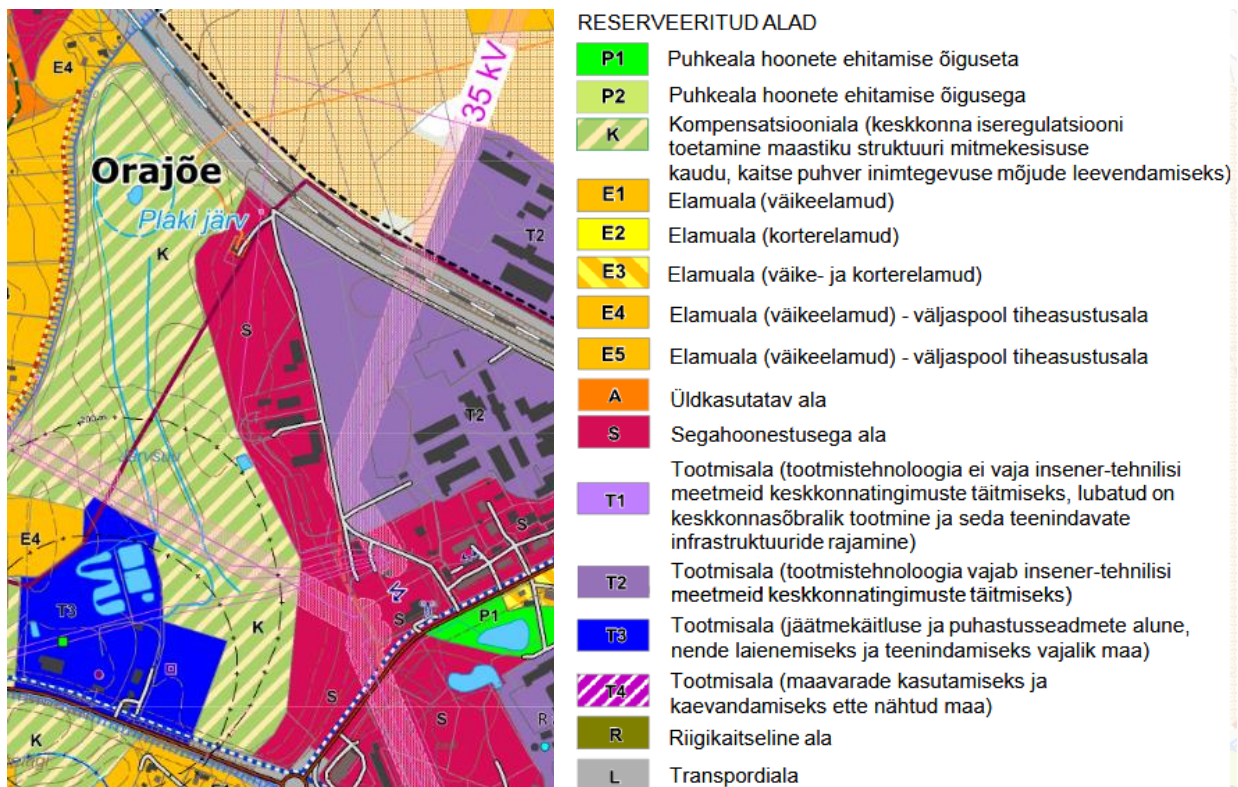 E4
35 kV
Orajõe
Plaki järv
K
T2
S
T2
200m
Järvsuu
S
E4
T3
K
S
P1
S
S
R
K
RESERVEERITUD ALAD
P1 Puhkeala hoonete ehitamise õiguseta
P2 Puhkeala hoonete ehitamise õigusega
K Kompensatsiooniala (keskkonna iseregulatsiooni
toetamine maastiku struktuuri mitmekesisuse
kaudu, kaitse puhver inimtegevuse mõjude leevendamiseks)
E1 Elamuala (väikeelamud)
E2 Elamuala (korterelamud)
E3 Elamuala (väike- ja korterelamud)
E4 Elamuala (väikeelamud) - väljaspool tiheasustusala
E5 Elamuala (väikeelamud) - väljaspool tiheasustusala
A Üldkasutatav ala
S Segahoonestusega ala
Tootmisala (tootmistehnoloogia ei vaja insener-tehnilisi
meetmeid keskkonnatingimuste täitmiseks, lubatud on
T1 keskkonnasõbralik tootmine ja seda teenindavate
infrastruktuuride rajamine)
T2 Tootmisala (tootmistehnoloogia vajab insener-tehnilisi
meetmeid keskkonnatingimuste täitmiseks)
T3 Tootmisala (jäätmekäitluse ja puhastusseadmete alune,
nende laienemiseks ja teenindamiseks vajalik maa)
T4 Tootmisala (maavarade kasutamiseks ja
kaevandamiseks ette nähtud maa)
R Riigikaitseline ala
L Transpordiala